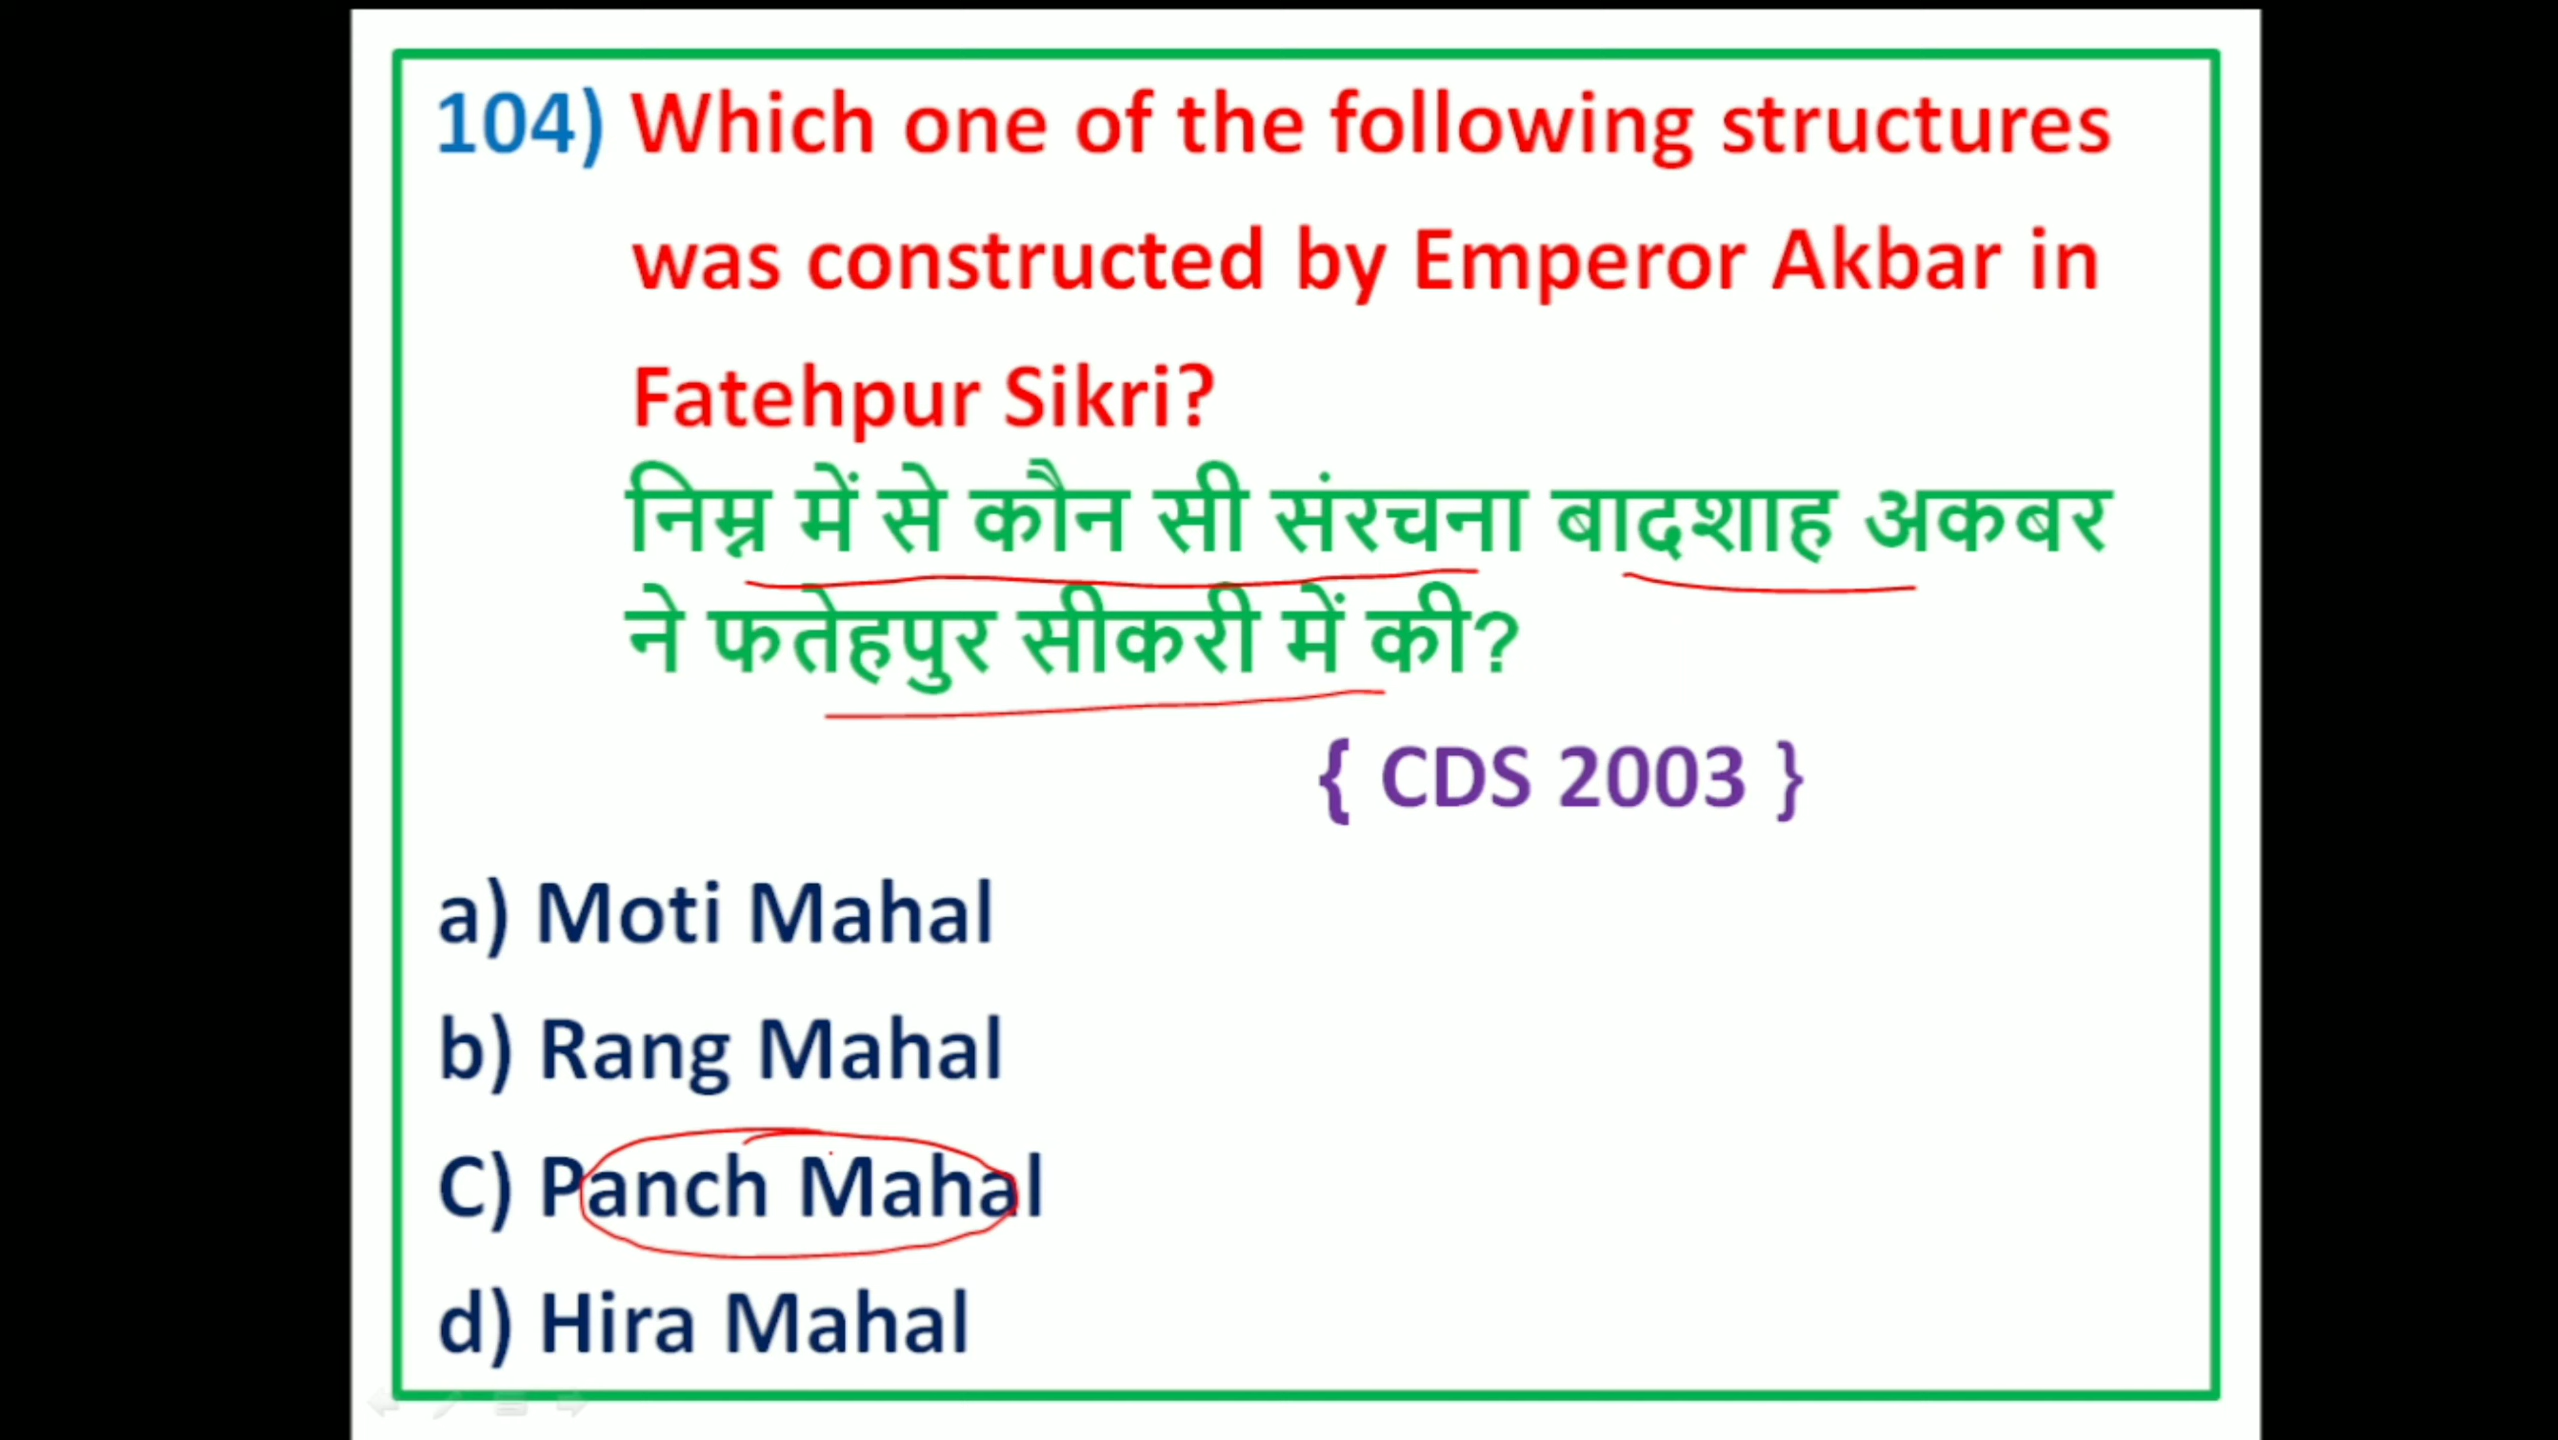 104) Which one of the following structures
was constructed by Emperor Akbar in
Fatehpur Sikri?
निम्न में से कौन सी संरचना बादशाह अकबर
ने फतेहपुर सीकरी में की?
{ CDS 2003 }
a) Moti Mahal
b) Rang Mahal
C) Panch Mahal
d) Hira Mahal